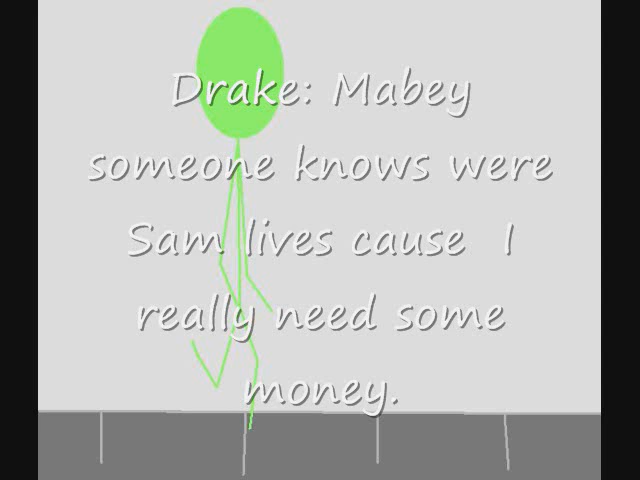 Drake: Mabey
someone knows were
Sam lives cause I
really need some
money.